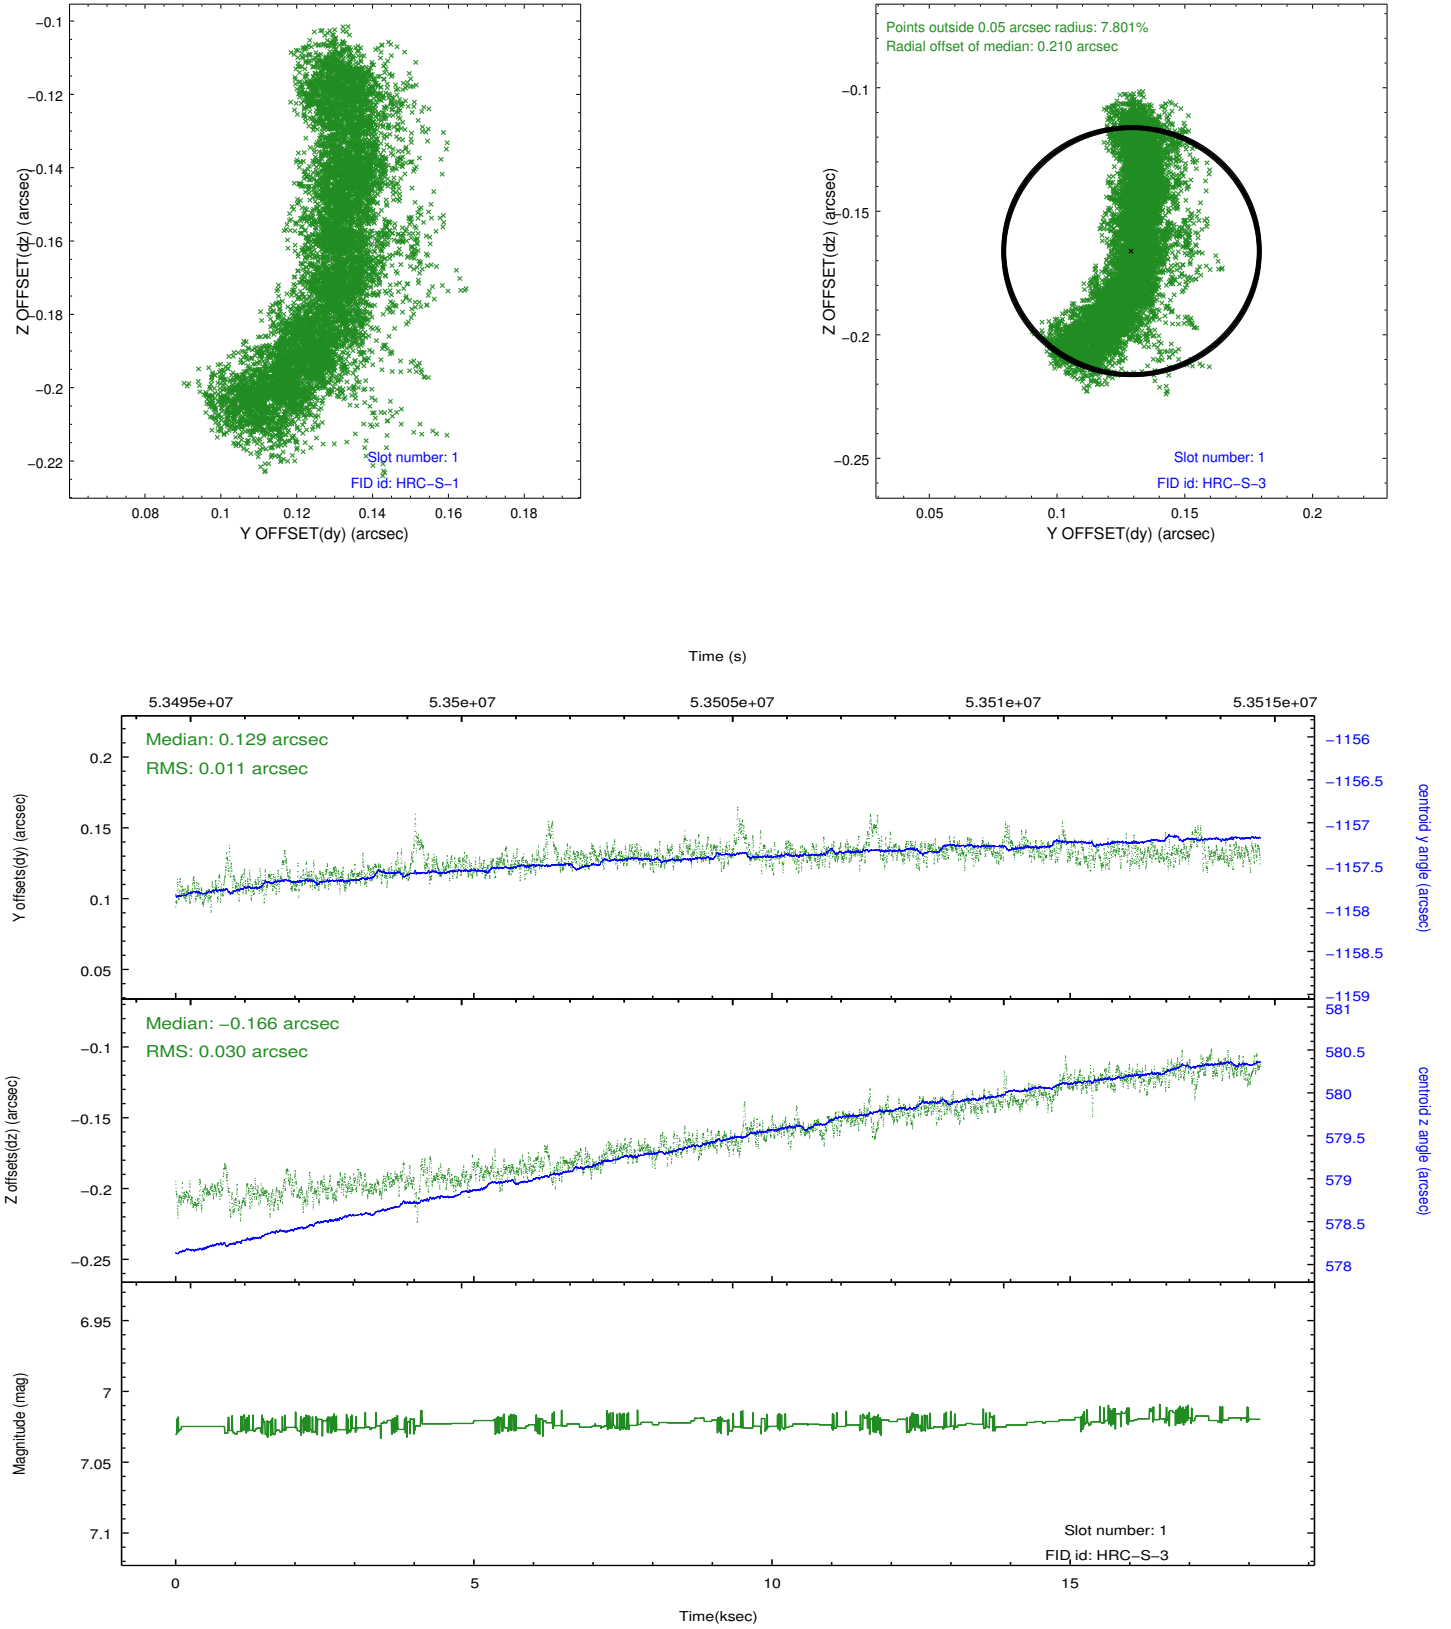 −0.1
−0.12
−0.14
−0.16
−0.18
−0.2
−0.22
Z OFFSET(dz) (arcsec)
Slot number: 1
FID id: HRC−S−1
0.08 0.1 0.12 0.14 0.16 0.18
Y OFFSET(dy) (arcsec)
Points outside 0.05 arcsec radius: 7.801%
Radial offset of median: 0.210 arcsec
−0.1
−0.15
−0.2
−0.25
Z OFFSET(dz) (arcsec)
Slot number: 1
FID id: HRC−S−3
0.05 0.1 0.15 0.2
Y OFFSET(dy) (arcsec)
Time (s)
5.3495e+07 5.35e+07 5.3505e+07 5.351e+07 5.3515e+07
Median: 0.129 arcsec
RMS: 0.011 arcsec
0.2
0.15
0.1
0.05
Y offsets(dy) (arcsec)
−1156
−1156.5
−1157
−1157.5
−1158
−1158.5
−1159
centroid y angle (arcsec)
Median: −0.166 arcsec
RMS: 0.030 arcsec
−0.1
−0.15
−0.2
−0.25
Z offsets(dz) (arcsec)
581
580.5
580
579.5
579
578.5
578
centroid z angle (arcsec)
6.95
7
7.05
7.1
Magnitude (mag)
Slot number: 1
FID id: HRC−S−3
0 5 10 15
Time(ksec)